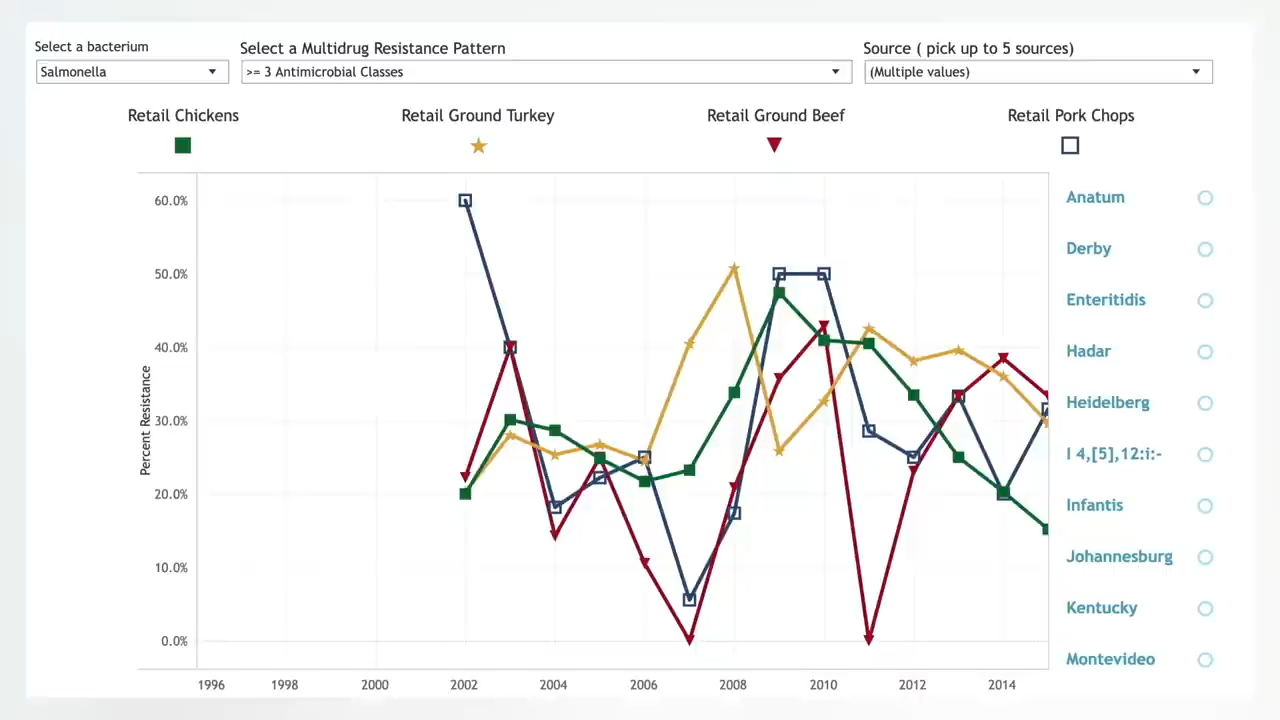 Select a bacterium
Select a Multidrug Resistance Pattern
Source ( pick up to 5 sources)
Salmonella
>= 3 Antimicrobial Classes
(Multiple values)
Retail Chickens
Retail Ground Turkey
Retail Ground Beef
Retail Pork Chops
60.0%
50.0%
40.0%
30.0%
20.0%
10.0%
0.0%
Percent Resistance
1996
1998
2000
2002
2004
2006
2008
2010
2012
2014
Anatum
Derby
Enteritidis
Hadar
Heidelberg
I 4,[5],12:i:-
Infantis
Johannesburg
Kentucky
Montevideo